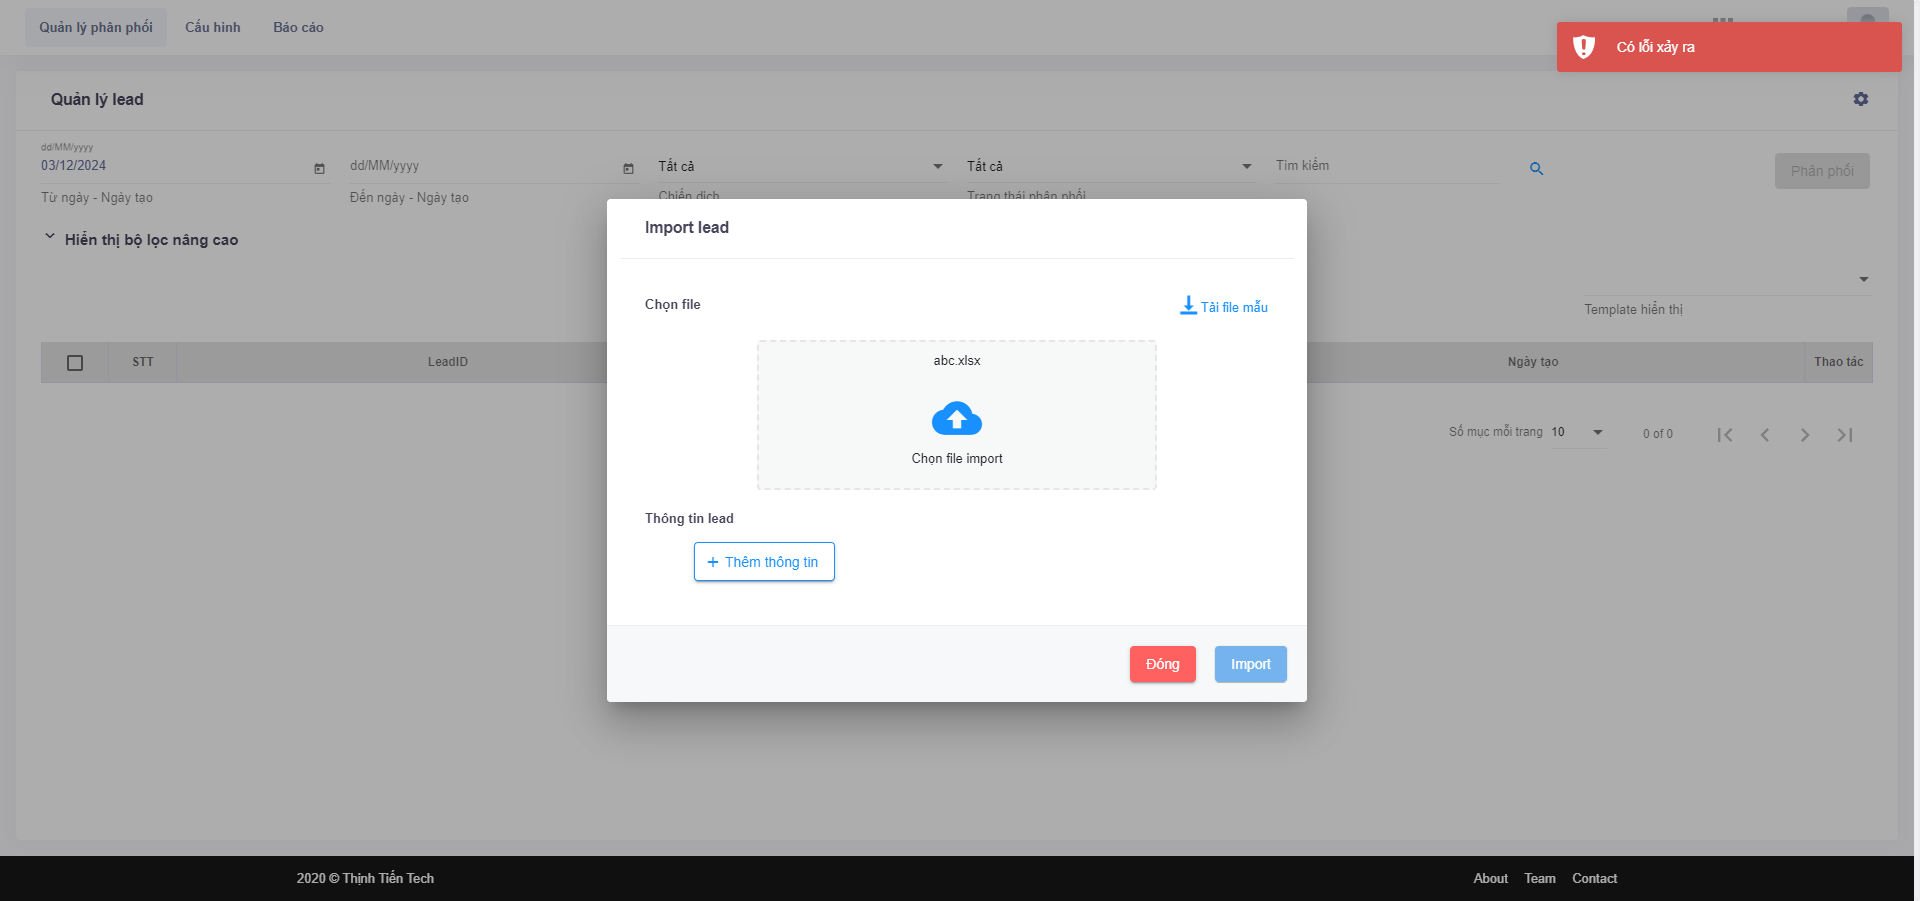 Quản lý phân phối Cấu hình Báo cáo
Có lỗi xảy ra
Quản lý lead
dd/MM/yyyy
03/12/2024 dd/MM/yyyy Tất cả Tất cả Tìm kiếm Phân phối
Từ ngày - Ngày tạo Đến ngày - Ngày tạo Chiến dịch Trạng thái phân phối
Hiển thị bộ lọc nâng cao
Template hiển thị
STT LeadID Ngày tạo Thao tác
Số mục mỗi trang 10 0 of 0
Import lead
Chọn file Tải file mẫu
abc.xlsx
Chọn file import
Thông tin lead
+ Thêm thông tin
Đóng Import
2020 © Thịnh Tiến Tech About Team Contact